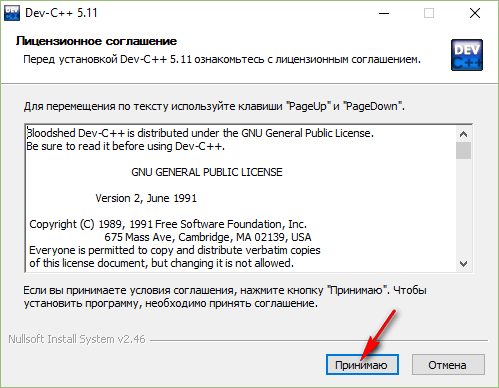 Dev-C++ 5.11
Лицензионное соглашение
Перед установкой Dev-C++ 5.11 ознакомьтесь с лицензионным соглашением.
DEV
C++
Для перемещения по тексту используйте клавиши "PageUp" и "PageDown".
Bloodshed Dev-C++ is distributed under the GNU General Public License.
Be sure to read it before using Dev-C++.
GNU GENERAL PUBLIC LICENSE
Version 2, June 1991
Copyright (C) 1989, 1991 Free Software Foundation, Inc.
675 Mass Ave, Cambridge, MA 02139, USA
Everyone is permitted to copy and distribute verbatim copies
of this license document, but changing it is not allowed.
Если вы принимаете условия соглашения, нажмите кнопку "Принимаю". Чтобы
установить программу, необходимо принять соглашение.
Nullsoft Install System v2.46
Принимаю
Отмена